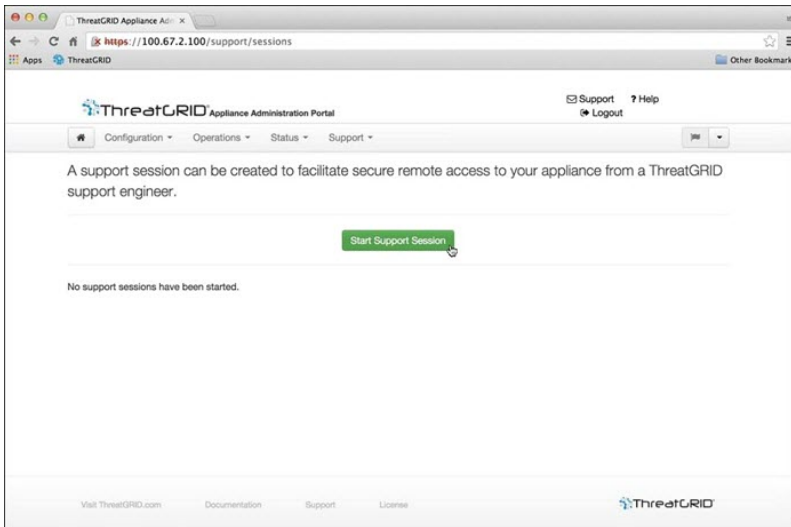 ThreatGRID Appliance Adm
https://100.67.2.100/support/sessions
Apps ThreatGRID Other Bookmark
ThreatGRID Appliance Administration Portal
Support ? Help
Logout
Configuration Operations Status Support
A support session can be created to facilitate secure remote access to your appliance from a ThreatGRID
support engineer.
Start Support Session
No support sessions have been started.
Visit ThreatGRID.com Documentation Support License ThreatGRID